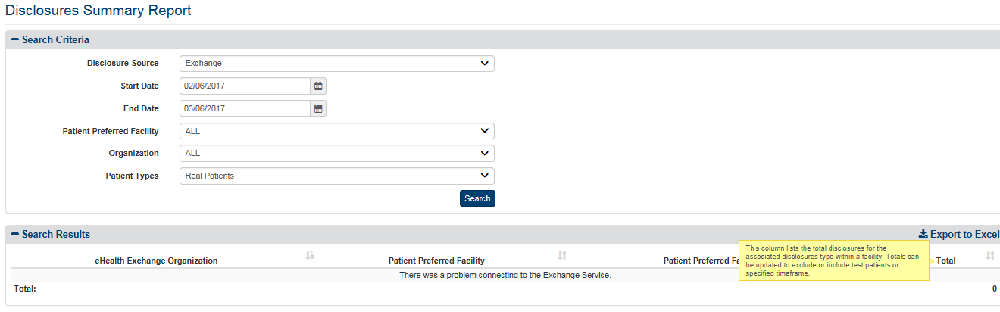 Disclosures Summary Report
Search Criteria
Disclosure Source Exchange
Start Date 02/06/2017
End Date 03/06/2017
Patient Preferred Facility ALL
Organization ALL
Patient Types Real Patients
Search
Search Results Export to Excel
This column lists the total disclosures for the
associated disclosures type within a facility. Totals can
be updated to exclude or include test patients or
specified timeframe.
eHealth Exchange Organization Patient Preferred Facility Patient Preferred Total
There was a problem connecting to the Exchange Service.
Total: 0